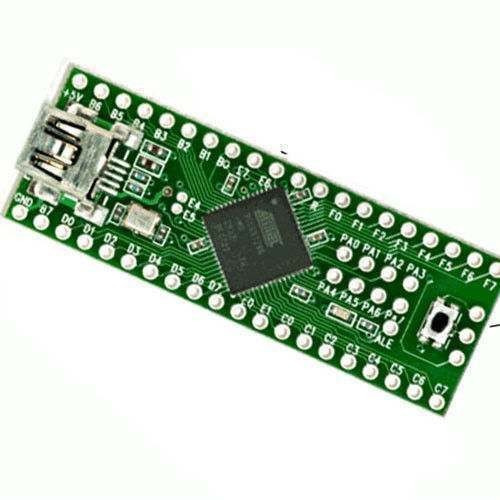 +5V B6 B5 B4 B3 B2 B1 B0 E7 E6 R F0 F1 F2 F3 F4 F5 F6 F7
E4
E5
PA0 PA1 PA2 PA3
PA4 PA5 PA6 PA7
ALE
GND B7 D0 D1 D2 D3 D4 D5 D6 D7 E0 E1 C0 C1 C2 C3 C4 C5 C6 C7
ATMEL